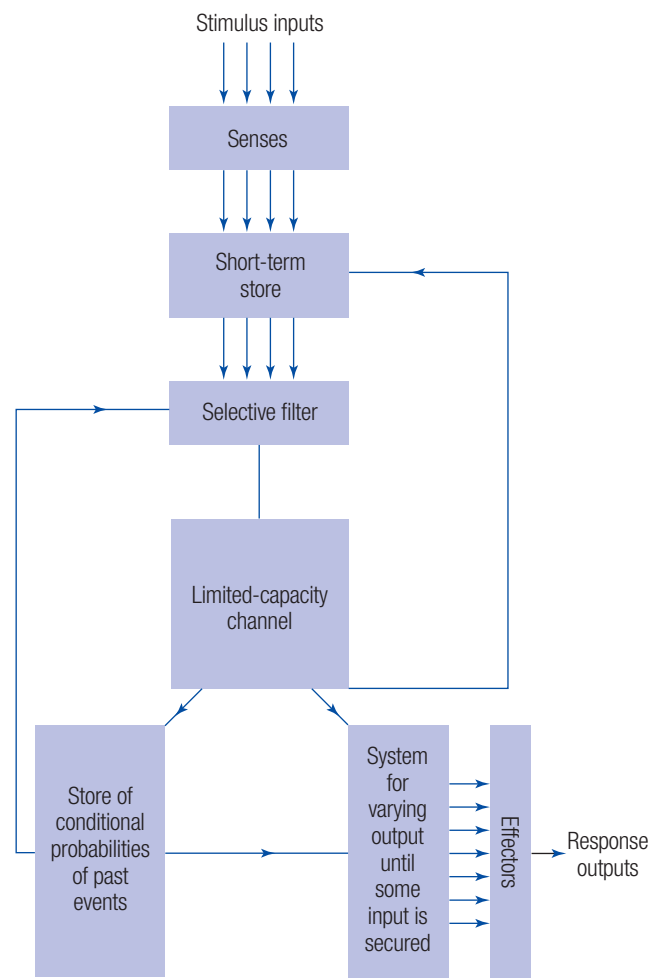 Stimulus inputs
Senses
Short-term
store
Selective filter
Limited-capacity
channel
Store of
conditional
probabilities
of past
events
System
for
varying
output
until
some
input is
secured
Effectors
Response
outputs